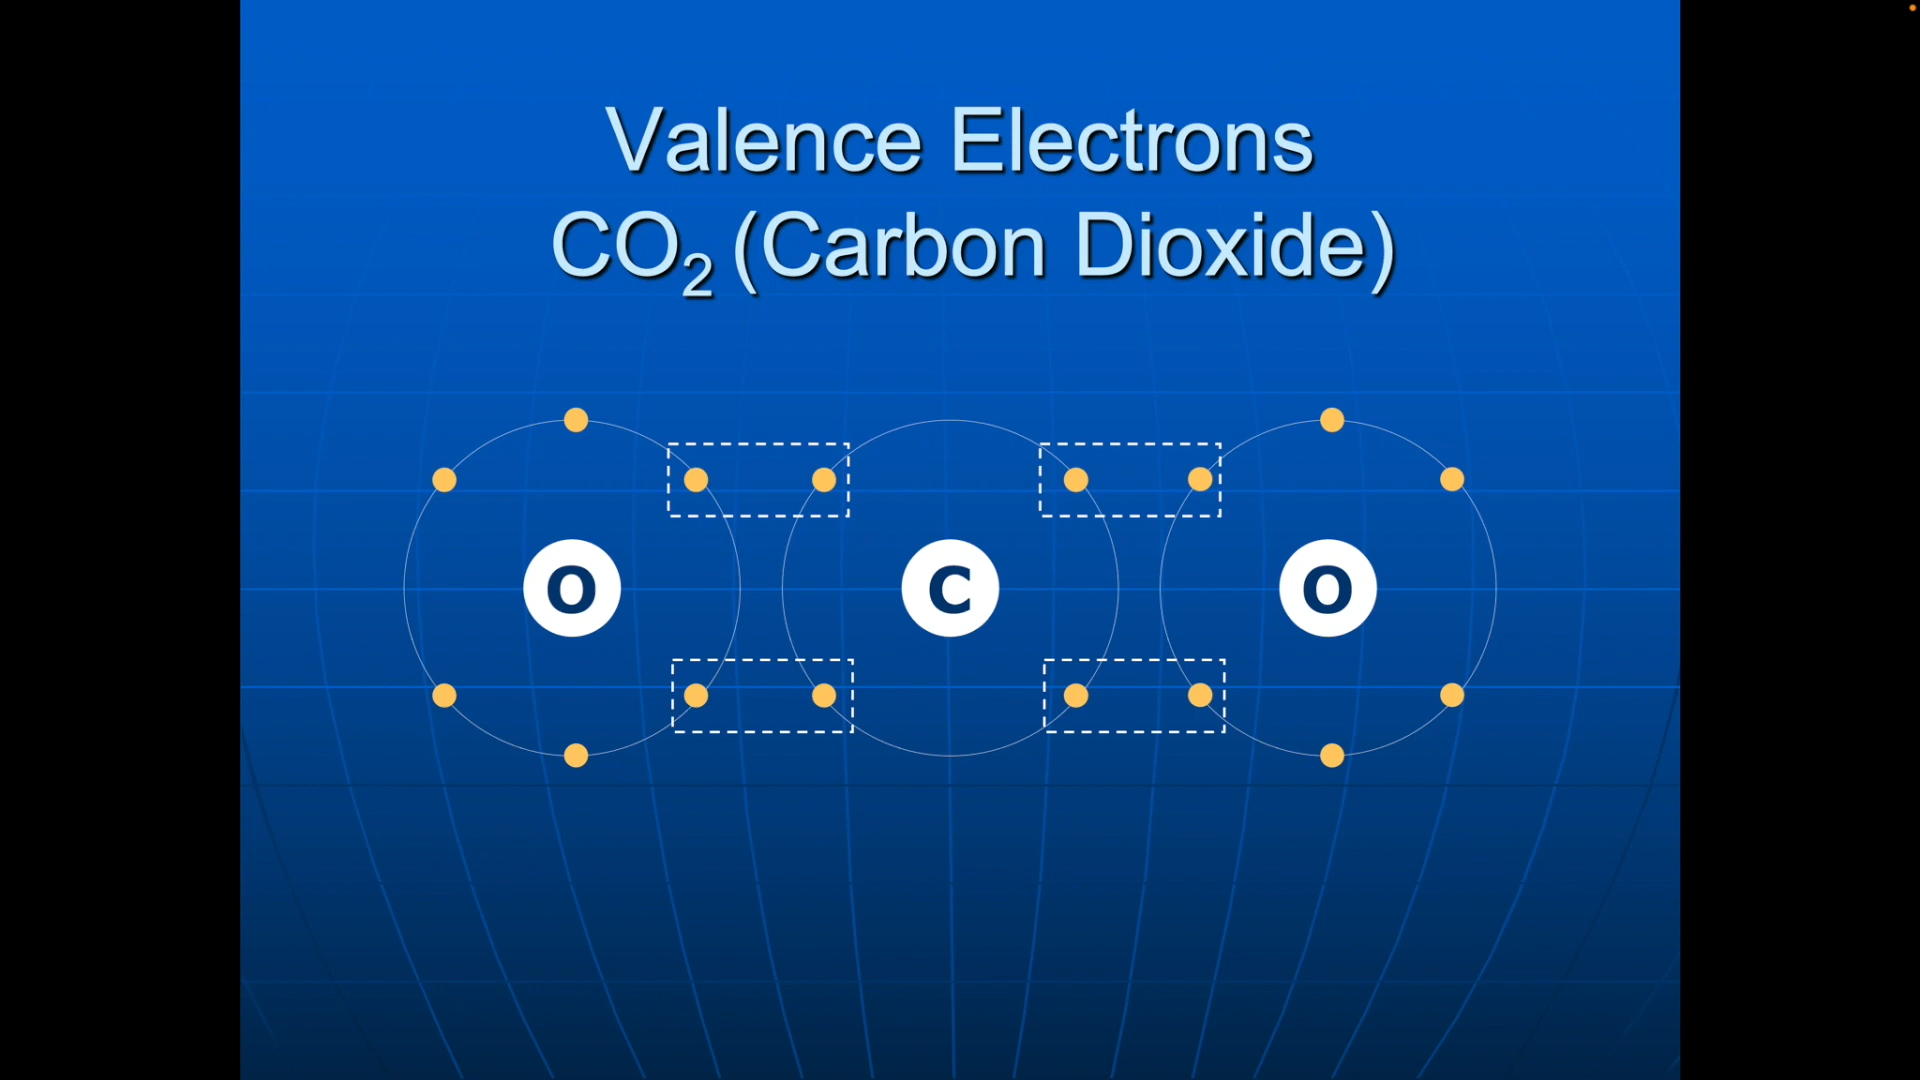 Valence Electrons
CO₂ (Carbon Dioxide)
O C O